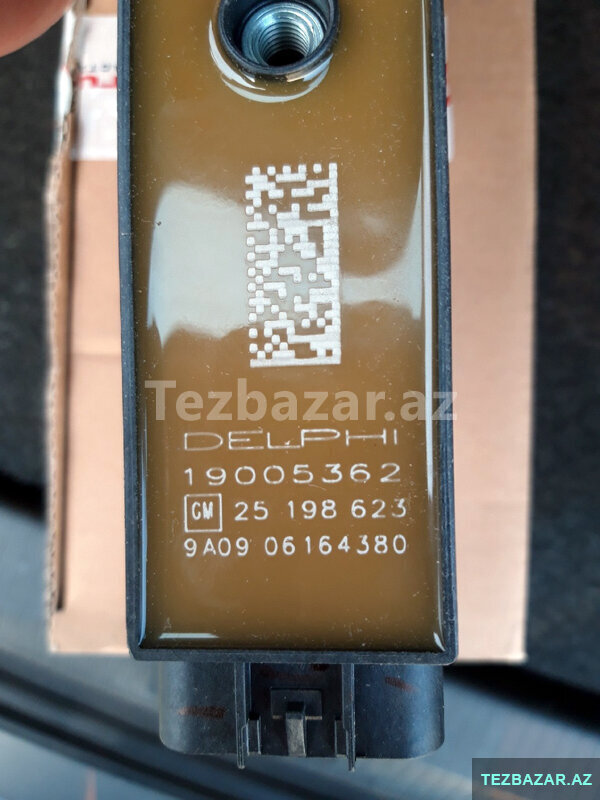 Tezbazar.az
DELPHI
19005362
GM 25 198 623
9A09 06164380
TEZBAZAR.AZ